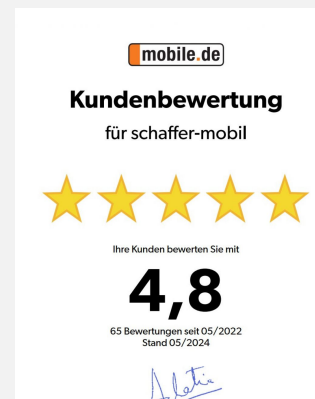 mobile.de
Kundenbewertung
für schaffer-mobil
Ihre Kunden bewerten Sie mit
4,8
65 Bewertungen seit 05/2022
Stand 05/2024